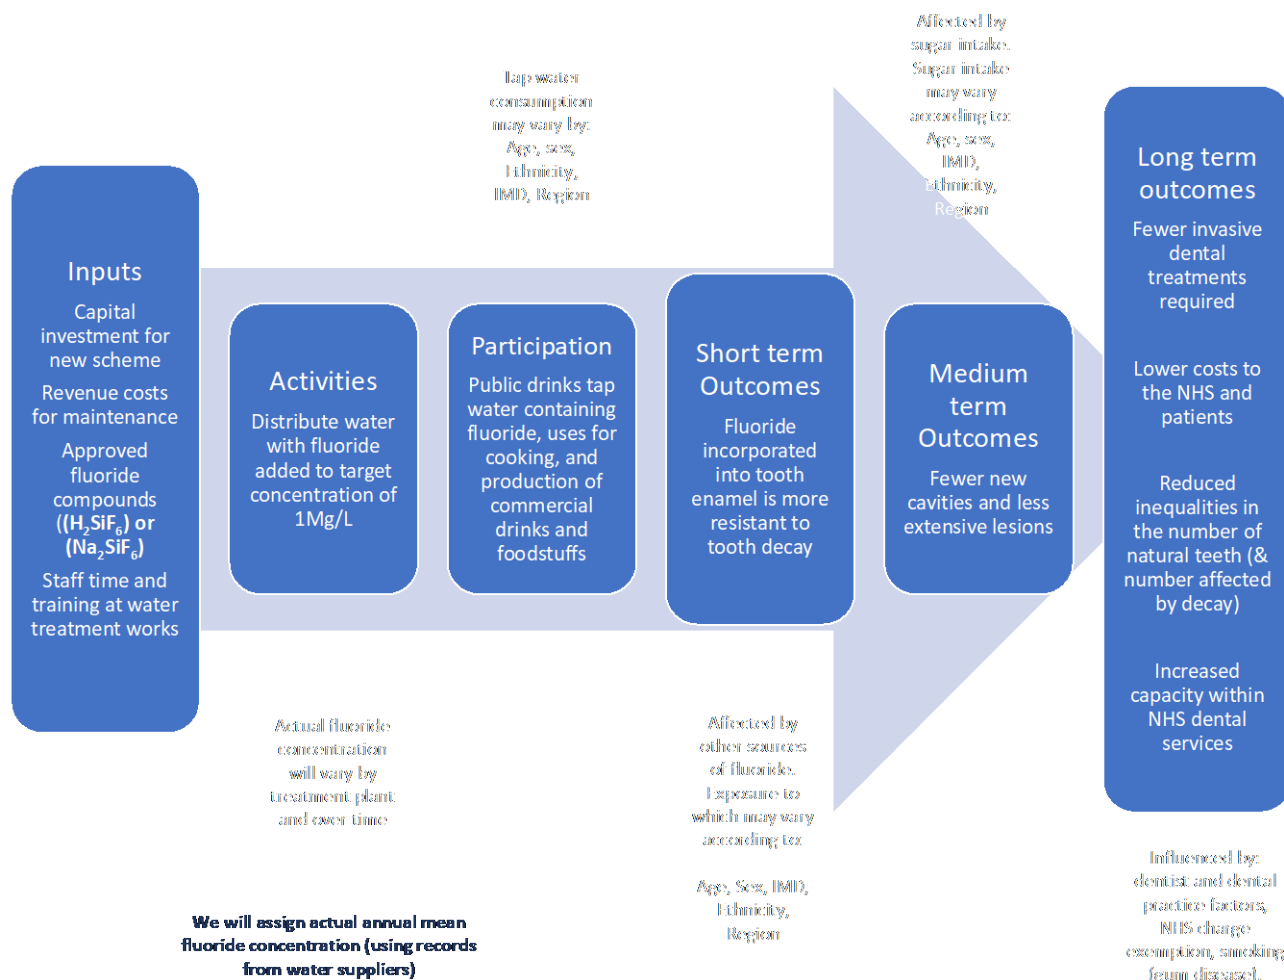 Inputs
Capital
investment for
new scheme
Revenue costs
for maintenance
Approved
fluoride
compounds
((H₂SiF₆) or
(Na₂SiF₆)
Staff time and
training at water
treatment works
Activities
Distribute water
with fluoride
added to target
concentration of
1Mg/L
Actual fluoride
concentration
will vary by
treatment plant
and over time
We will assign actual annual mean
fluoride concentration (using records
from water suppliers)
Tap water
consumption
may vary by:
Age, sex,
Ethnicity,
IMD, Region
Participation
Public drinks tap
water containing
fluoride, uses for
cooking, and
production of
commercial
drinks and
foodstuffs
Short term
Outcomes
Fluoride
incorporated
into tooth
enamel is more
resistant to
tooth decay
Affected by
other sources
of fluoride.
Exposure to
which may vary
according to:
Age, Sex, IMD,
Ethnicity,
Region
Affected by
sugar intake.
Sugar intake
may vary
according to:
Age, sex,
IMD,
Ethnicity,
Region
Medium
term
Outcomes
Fewer new
cavities and less
extensive lesions
Long term
outcomes
Fewer invasive
dental
treatments
required
Lower costs to
the NHS and
patients
Reduced
inequalities in
the number of
natural teeth (&
number affected
by decay)
Increased
capacity within
NHS dental
services
Influenced by:
dentist and dental
practice factors,
NHS charge
exemption, smoking
(gum disease).